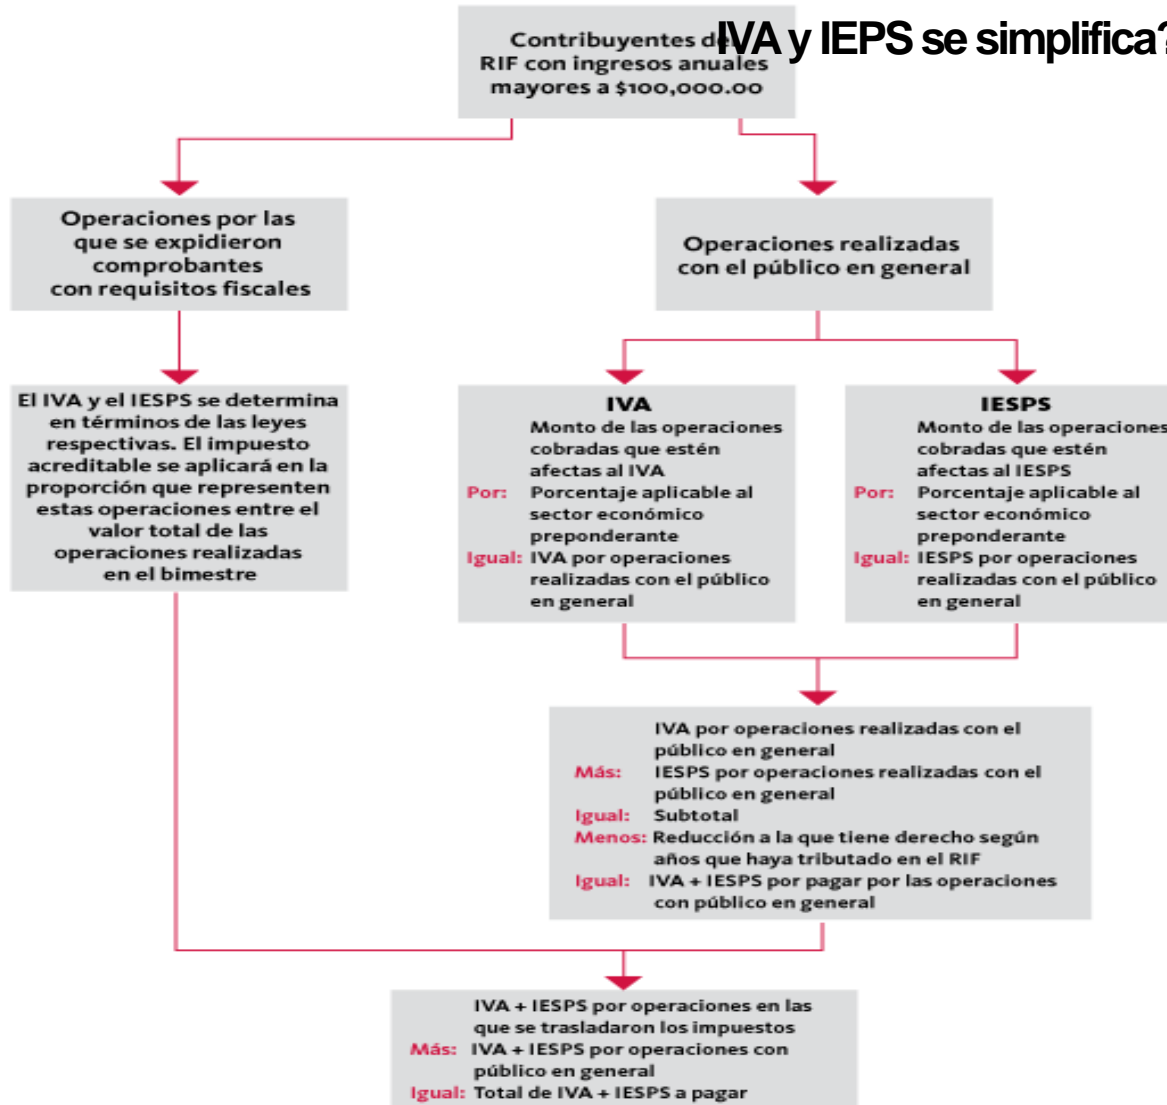 IVA y IEPS se simplifica?
Contribuyentes de
RIF con ingresos anuales
mayores a $100,000.00
Operaciones por las
que se expidieron
comprobantes
con requisitos fiscales
Operaciones realizadas
con el público en general
El IVA y el IESPS se determina
en términos de las leyes
respectivas. El impuesto
acreditable se aplicará en la
proporción que representen
estas operaciones entre el
valor total de las
operaciones realizadas
en el bimestre
IVA
Monto de las operaciones
cobradas que estén
afectas al IVA
Por: Porcentaje aplicable al
sector económico
preponderante
Igual: IVA por operaciones
realizadas con el público
en general
IESPS
Monto de las operaciones
cobradas que estén
afectas al IESPS
Por: Porcentaje aplicable al
sector económico
preponderante
Igual: IESPS por operaciones
realizadas con el público
en general
IVA por operaciones realizadas con el
público en general
Más: IESPS por operaciones realizadas con el
público en general
Igual: Subtotal
Menos: Reducción a la que tiene derecho según
años que haya tributado en el RIF
Igual: IVA + IESPS por pagar por las operaciones
con público en general
IVA + IESPS por operaciones en las
que se trasladaron los impuestos
Más: IVA + IESPS por operaciones con
público en general
Igual: Total de IVA + IESPS a pagar